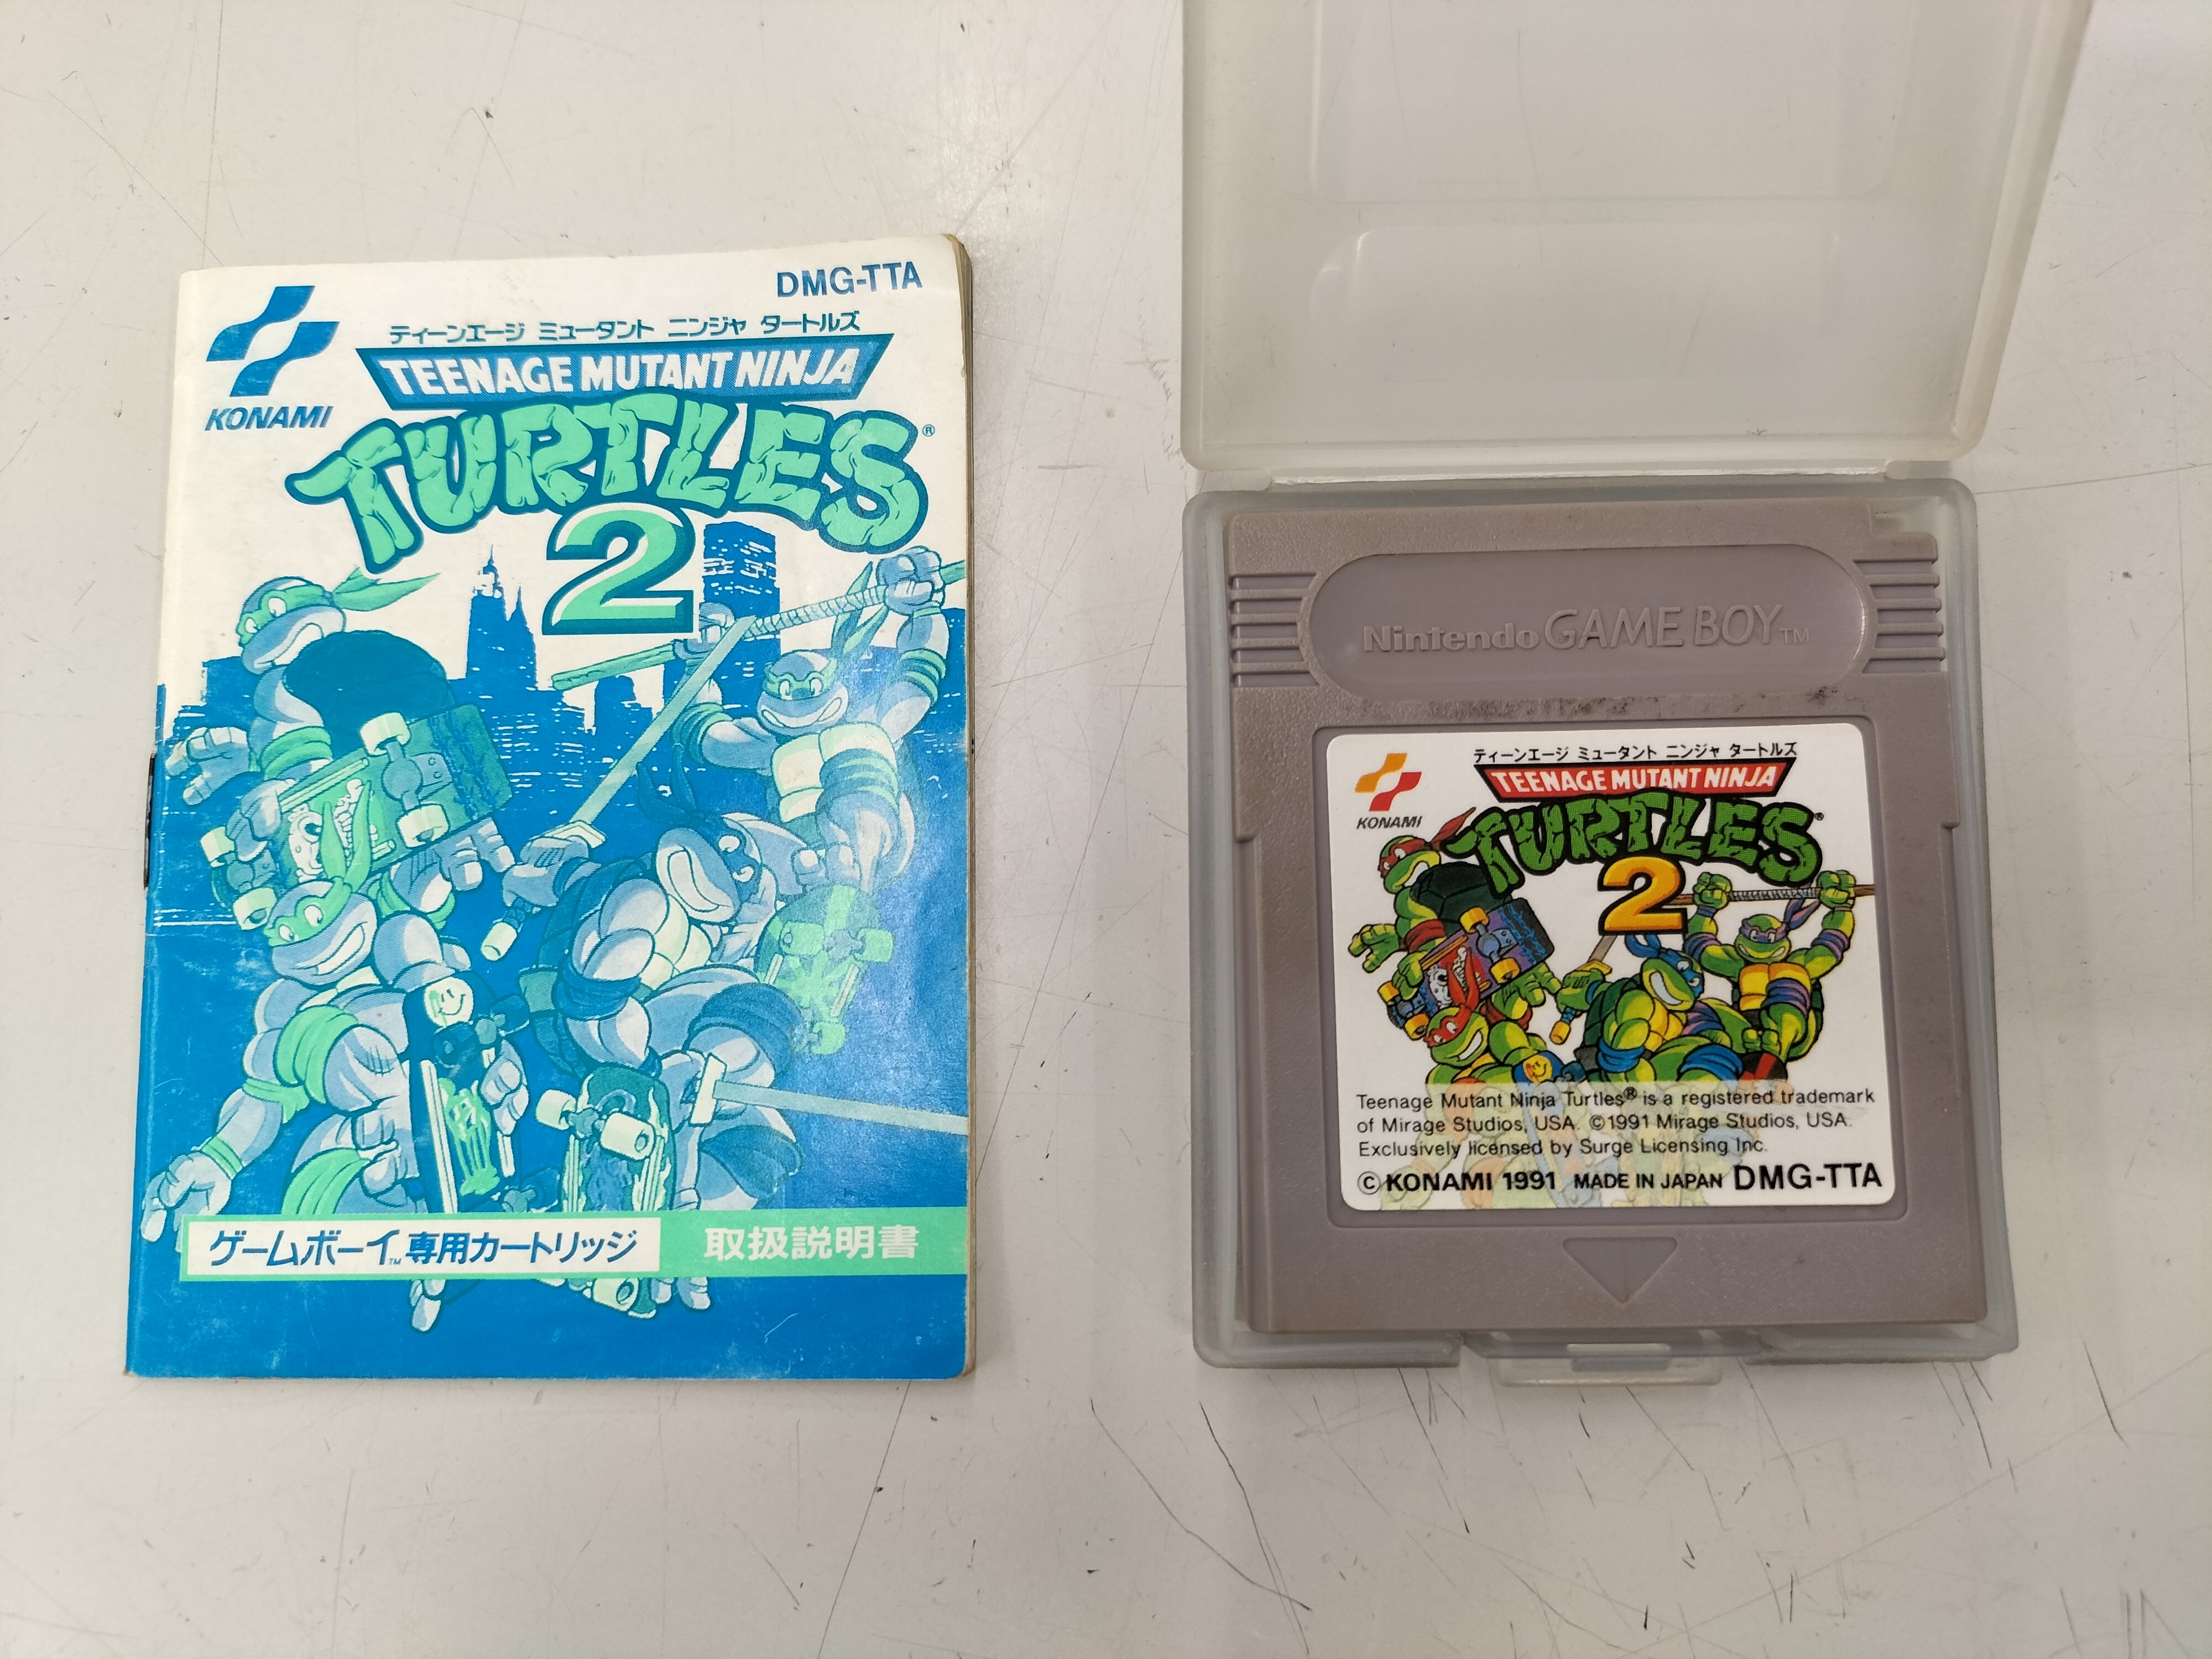 DMG-TTA
KONAMI
ティーンエージ ミュータント ニンジャ タートルズ
TEENAGE MUTANT NINJA
TURTLES®
2
ゲームボーイ™専用カートリッジ 取扱説明書
Nintendo GAME BOY™
KONAMI
ティーンエージ ミュータント ニンジャ タートルズ
TEENAGE MUTANT NINJA
TURTLES®
2
Teenage Mutant Ninja Turtles® is a registered trademark
of Mirage Studios, USA. ©1991 Mirage Studios, USA.
Exclusively licensed by Surge Licensing Inc.
©KONAMI 1991 MADE IN JAPAN DMG-TTA